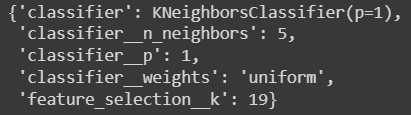 {'classifier': KNeighborsClassifier(p=1),
 'classifier__n_neighbors': 5,
 'classifier__p': 1,
 'classifier__weights': 'uniform',
 'feature_selection__k': 19}